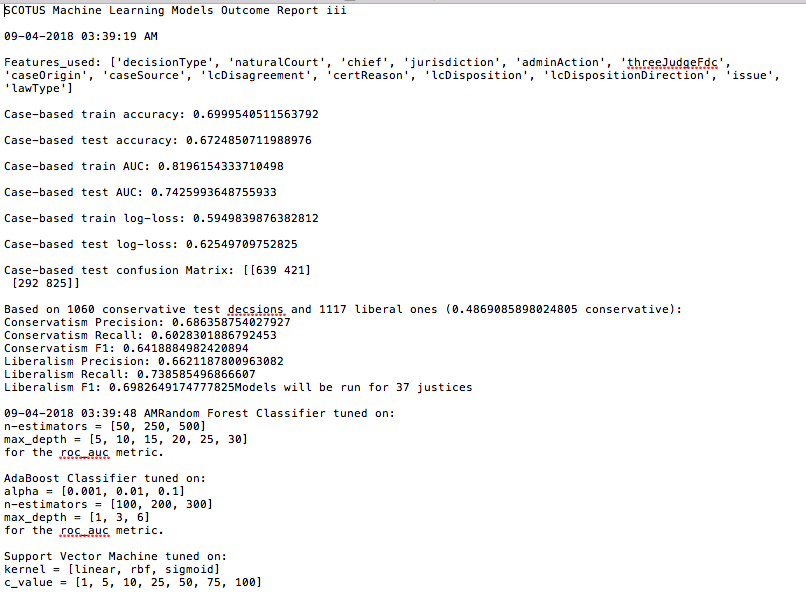 SCOTUS Machine Learning Models Outcome Report iii
09-04-2018 03:39:19 AM
Features_used: ['decisionType', 'naturalCourt', 'chief', 'jurisdiction', 'adminAction', 'threeJudgeFdc',
'caseOrigin', 'caseSource', 'lcDisagreement', 'certReason', 'lcDisposition', 'lcDispositionDirection', 'issue',
'lawType']
Case-based train accuracy: 0.6999540511563792
Case-based test accuracy: 0.6724850711988976
Case-based train AUC: 0.8196154333710498
Case-based test AUC: 0.7425993648755933
Case-based train log-loss: 0.5949839876382812
Case-based test log-loss: 0.62549709752825
Case-based test confusion Matrix: [[639 421]
[292 825]]
Based on 1060 conservative test decsions and 1117 liberal ones (0.4869085898024805 conservative):
Conservatism Precision: 0.686358754027927
Conservatism Recall: 0.6028301886792453
Conservatism F1: 0.6418884982420894
Liberalism Precision: 0.6621187800963082
Liberalism Recall: 0.738585496866607
Liberalism F1: 0.6982649174777825Models will be run for 37 justices
09-04-2018 03:39:48 AMRandom Forest Classifier tuned on:
n-estimators = [50, 250, 500]
max_depth = [5, 10, 15, 20, 25, 30]
for the roc_auc metric.
AdaBoost Classifier tuned on:
alpha = [0.001, 0.01, 0.1]
n-estimators = [100, 200, 300]
max_depth = [1, 3, 6]
for the roc_auc metric.
Support Vector Machine tuned on:
kernel = [linear, rbf, sigmoid]
c_value = [1, 5, 10, 25, 50, 75, 100]